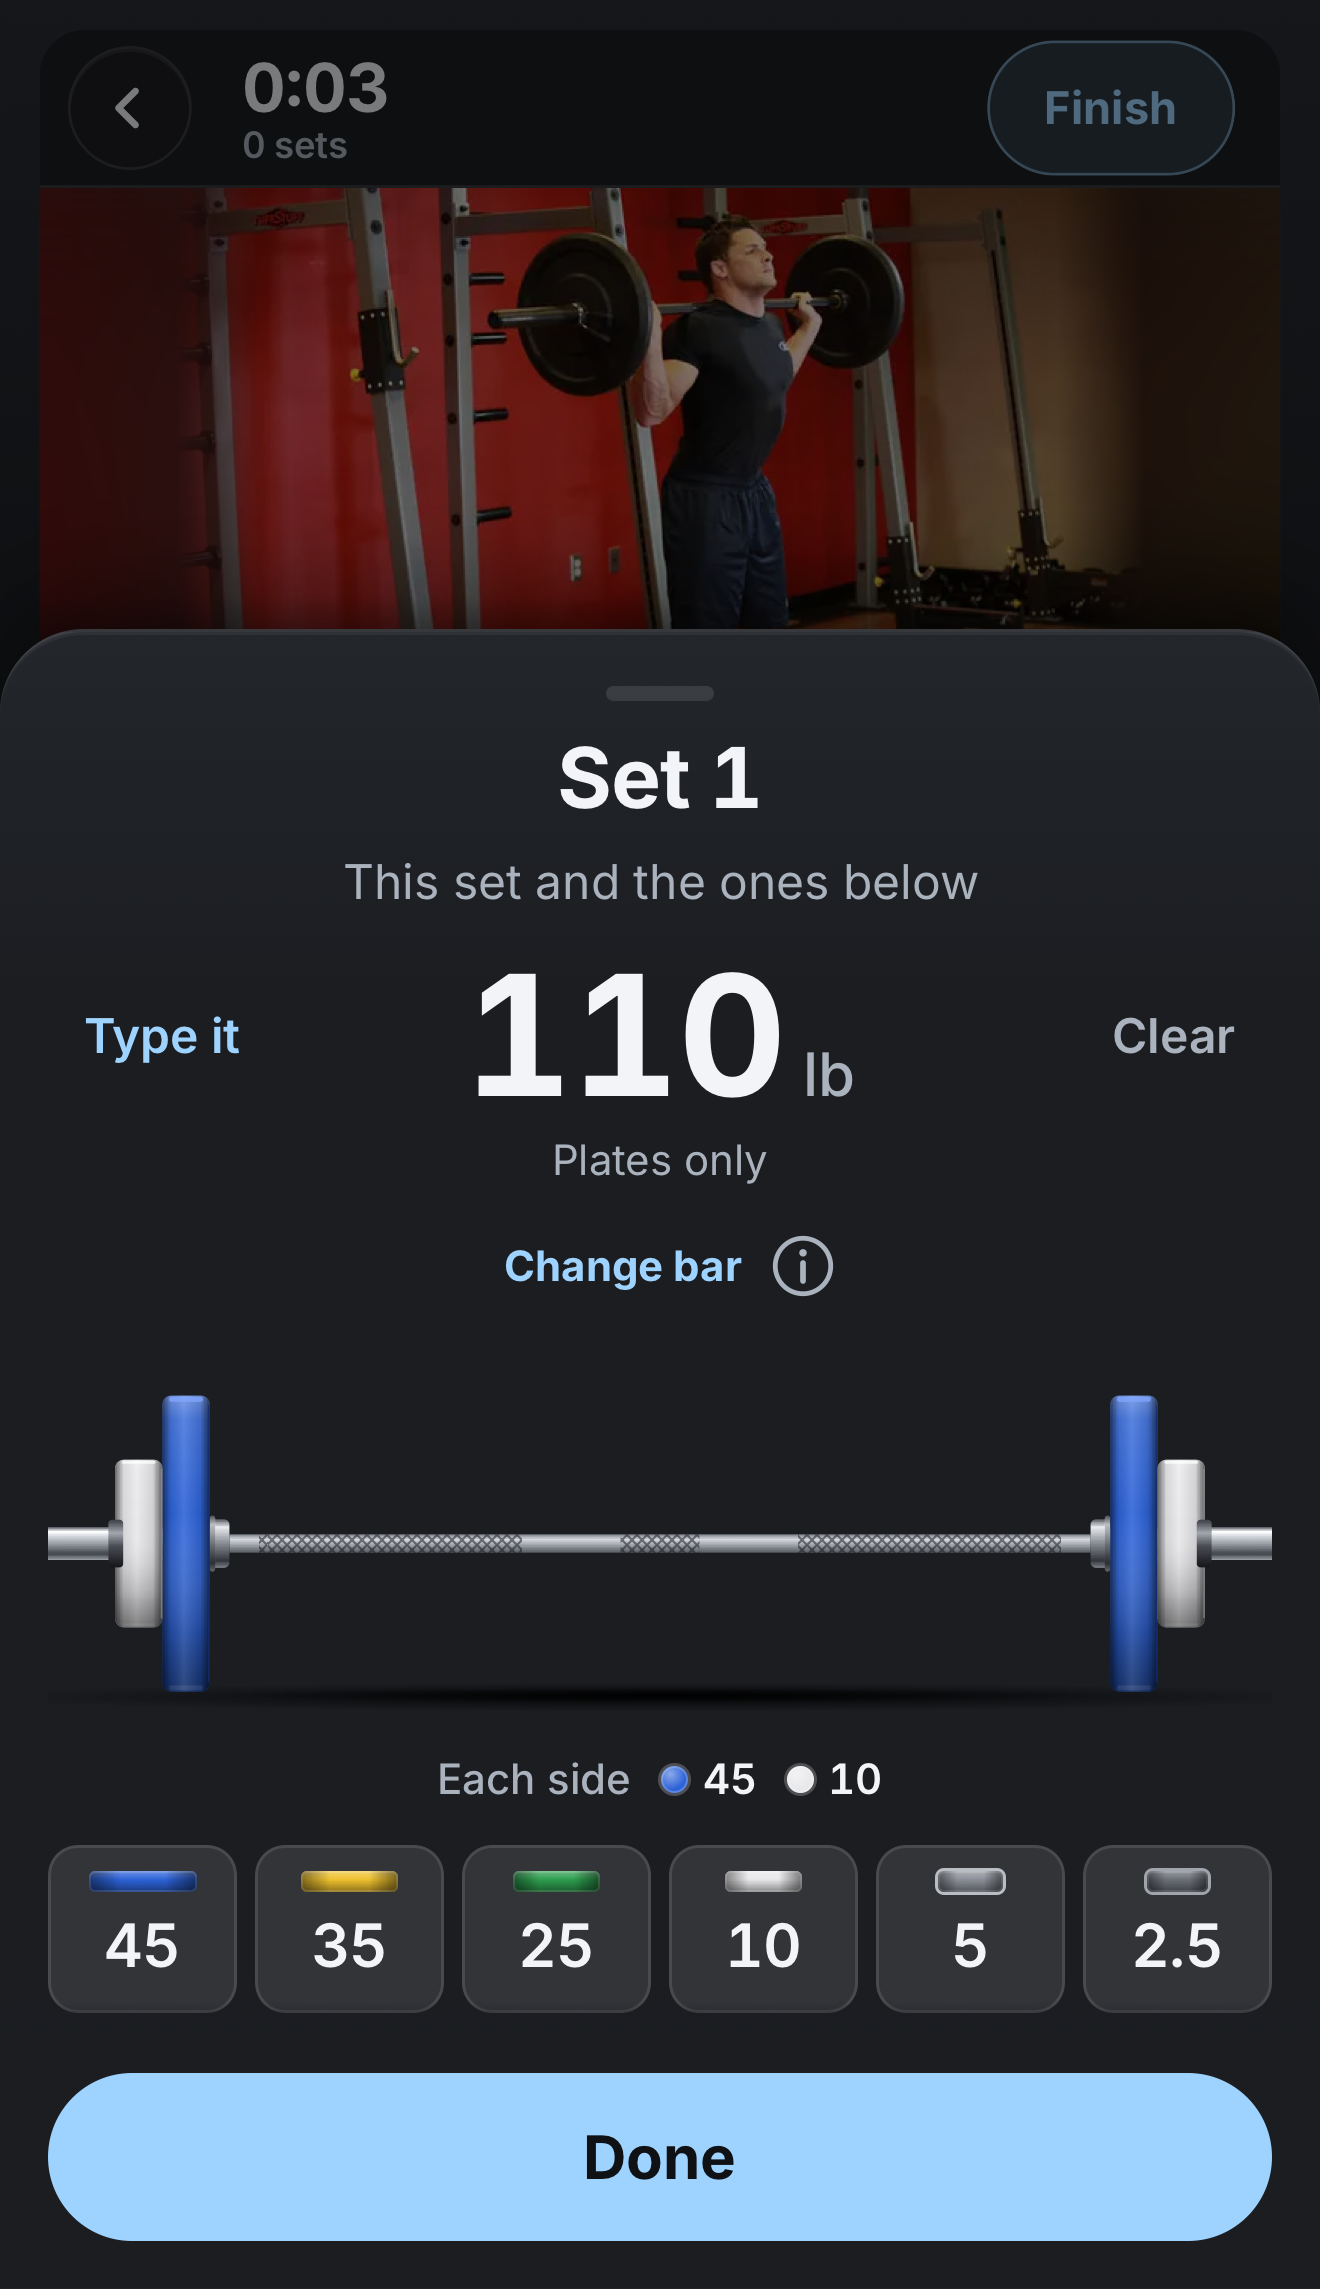 0:03
0 sets
Finish
Set 1
This set and the ones below
Type it
110 lb
Clear
Plates only
Change bar
Each side 45 10
45 35 25 10 5 2.5
Done